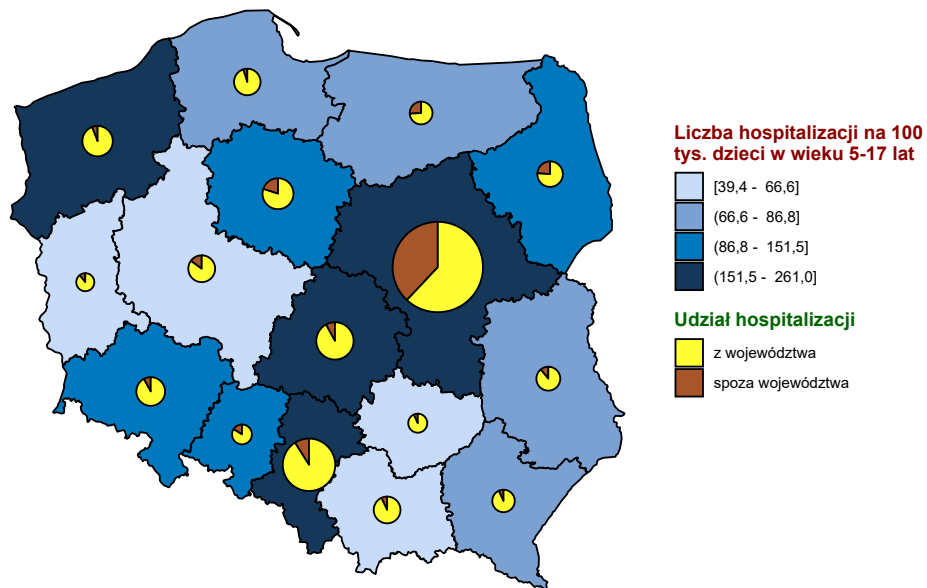 Liczba hospitalizacji na 100
tys. dzieci w wieku 5-17 lat
[39,4 - 66,6]
(66,6 - 86,8]
(86,8 - 151,5]
(151,5 - 261,0]
Udział hospitalizacji
z województwa
spoza województwa